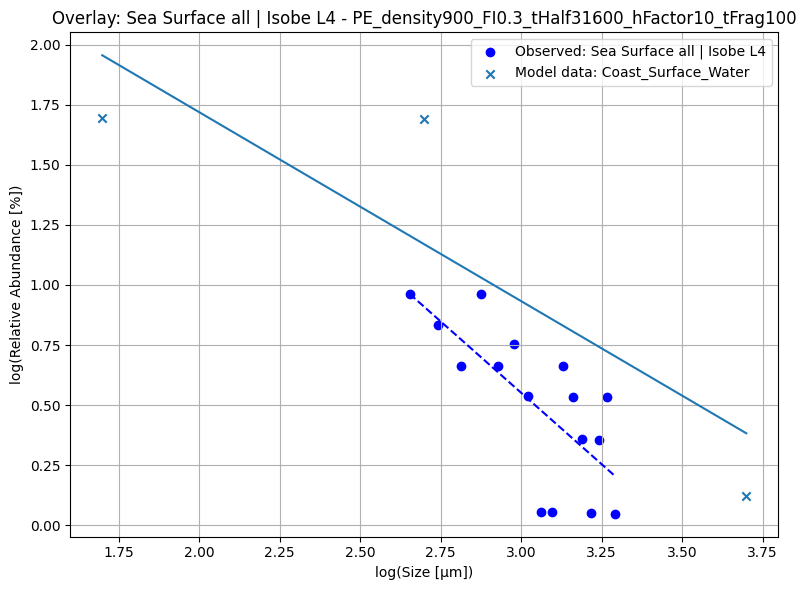 Overlay: Sea Surface all | Isobe L4 - PE_density900_FI0.3_tHalf31600_hFactor10_tFrag100
Observed: Sea Surface all | Isobe L4
Model data: Coast_Surface_Water
log(Relative Abundance [%])
2.00
1.75
1.50
1.25
1.00
0.75
0.50
0.25
0.00
1.75 2.00 2.25 2.50 2.75 3.00 3.25 3.50 3.75
log(Size [μm])